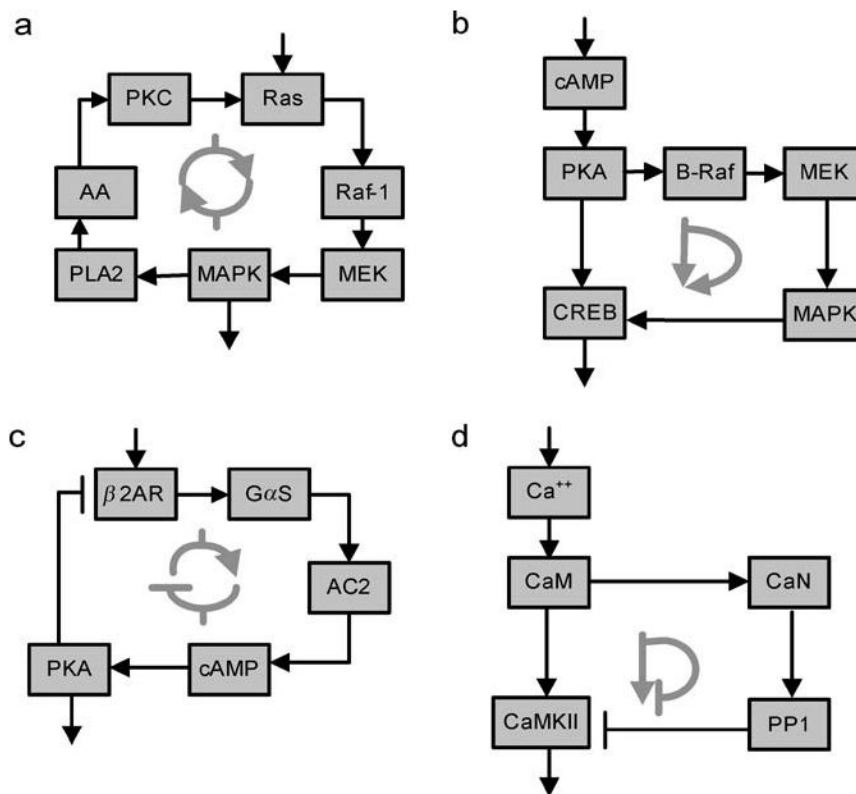 a
PKC
Ras
AA
Raf-1
PLA2
MAPK
MEK
b
cAMP
PKA
B-Raf
MEK
CREB
MAPK
c
β2AR
GαS
AC2
PKA
cAMP
d
Ca⁺⁺
CaM
CaN
CaMKII
PP1